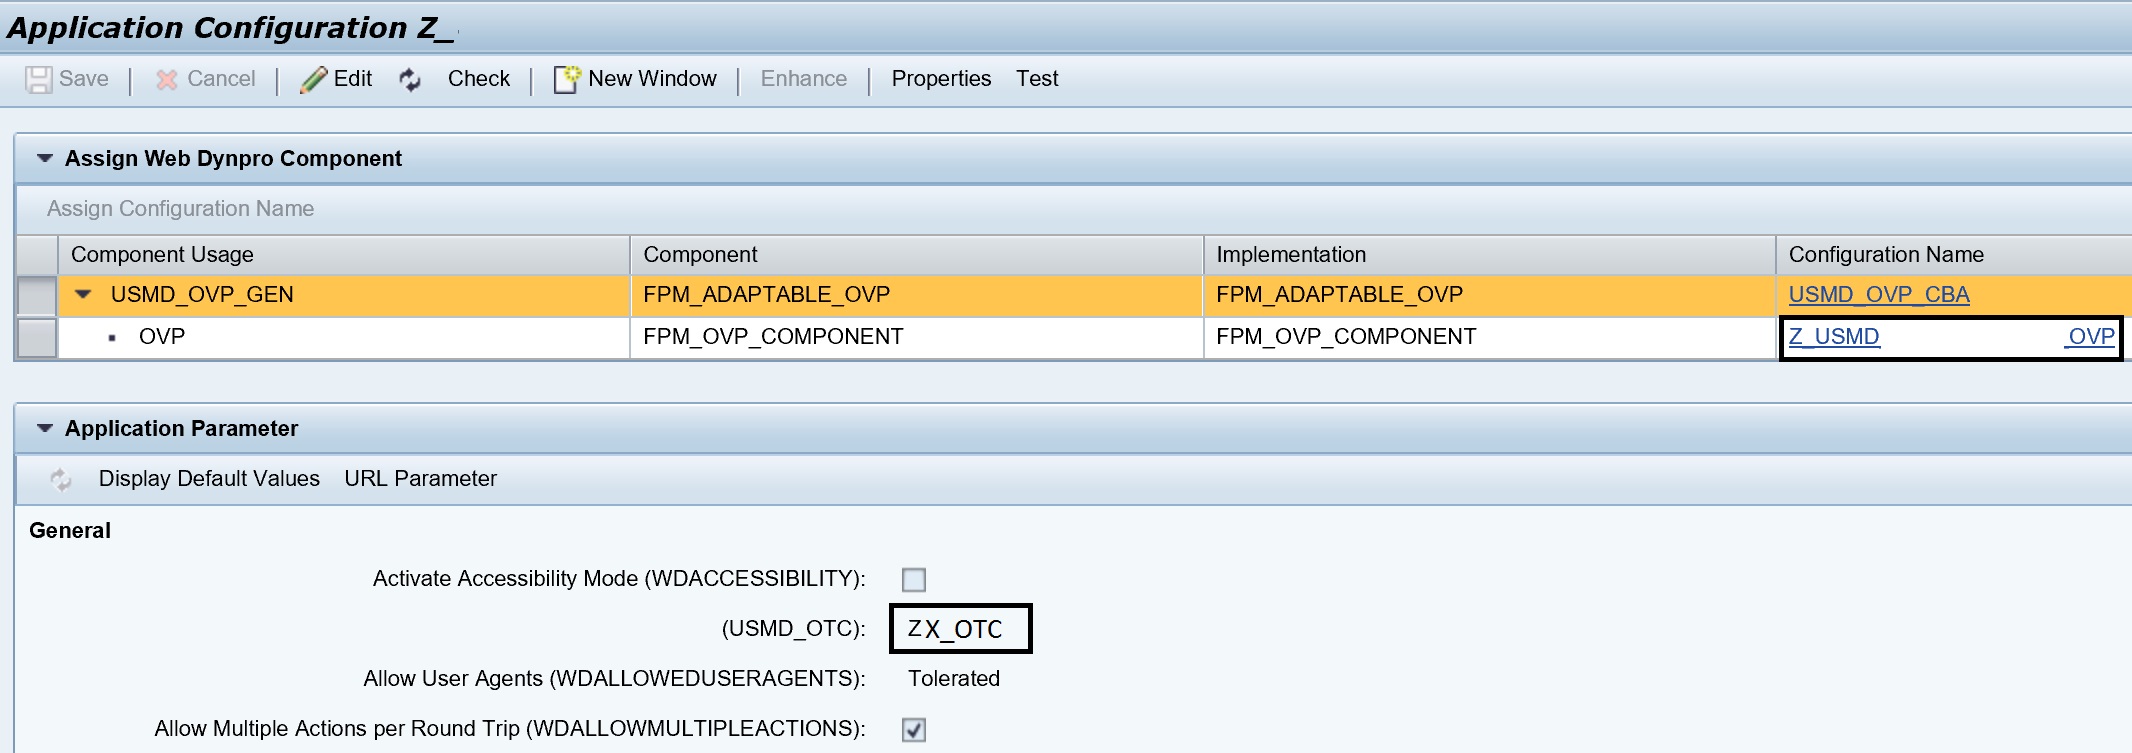 Application Configuration Z_
Save Cancel Edit Check New Window Enhance Properties Test
Assign Web Dynpro Component
Assign Configuration Name
Component Usage Component Implementation Configuration Name
USMD_OVP_GEN FPM_ADAPTABLE_OVP FPM_ADAPTABLE_OVP USMD_OVP_CBA
OVP FPM_OVP_COMPONENT FPM_OVP_COMPONENT Z_USMD _OVP
Application Parameter
Display Default Values URL Parameter
General
Activate Accessibility Mode (WDACCESSIBILITY):
(USMD_OTC): ZX_OTC
Allow User Agents (WDALLOWEDUSERAGENTS): Tolerated
Allow Multiple Actions per Round Trip (WDALLOWMULTIPLEACTIONS):